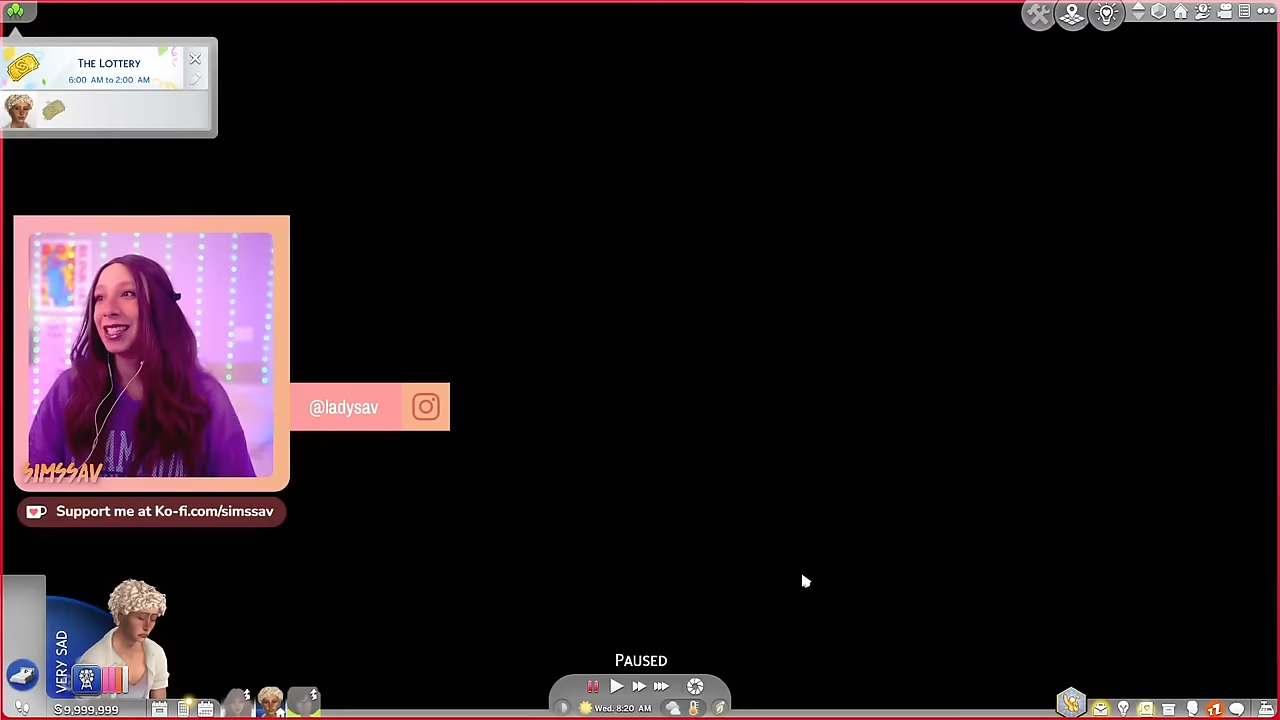 THE LOTTERY
6:00 AM to 2:00 AM
@ladysav
SIMSSAV
Support me at Ko-fi.com/simssav
VERY SAD
PAUSED
§9,999,999
Wed. 8:20 AM